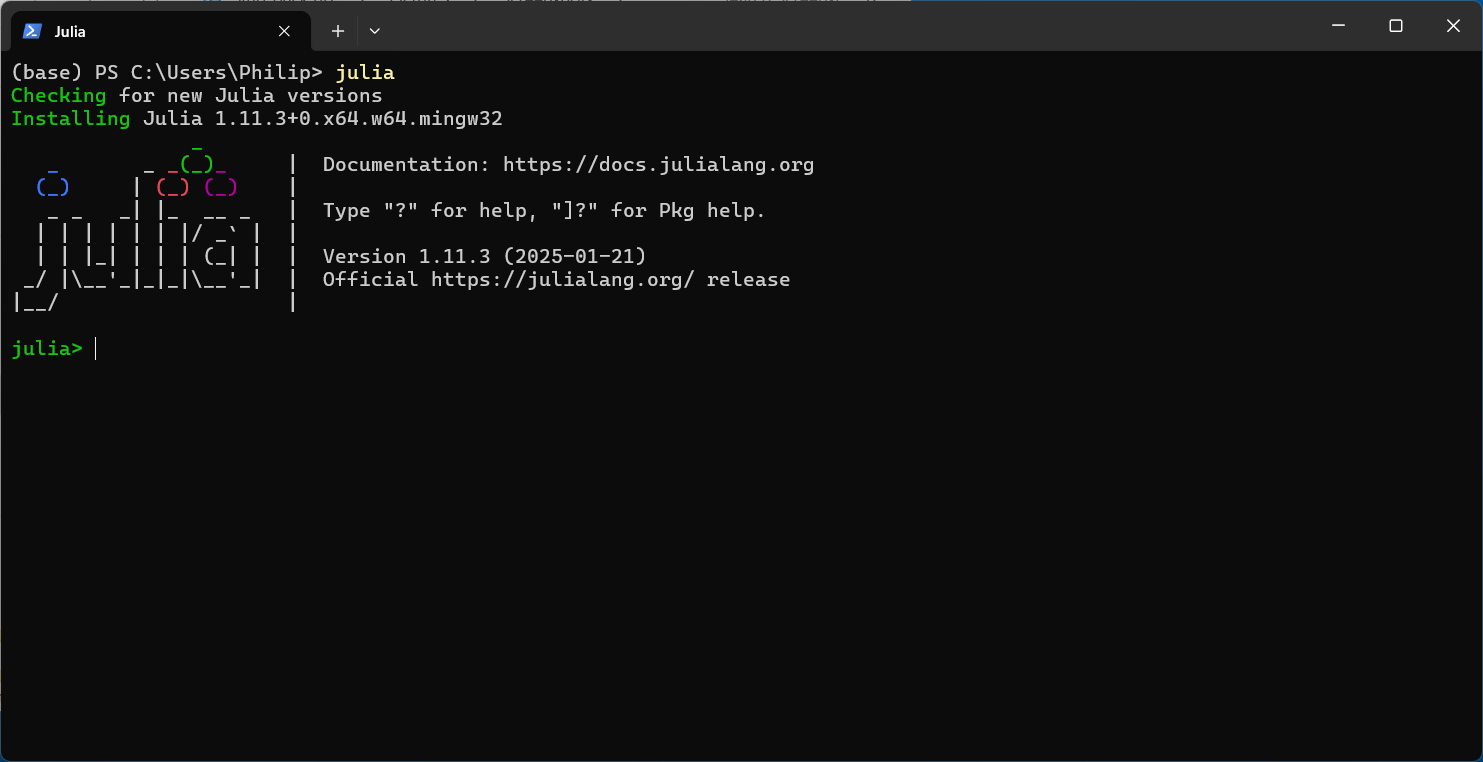 Julia
(base) PS C:\Users\Philip> julia
Checking for new Julia versions
Installing Julia 1.11.3+0.x64.w64.mingw32
               _
   _       _ _(_)_     |  Documentation: https://docs.julialang.org
  (_)     | (_) (_)    |
   _ _   _| |_  __ _   |  Type "?" for help, "]?" for Pkg help.
  | | | | | | |/ _` |  |
  | | |_| | | | (_| |  |  Version 1.11.3 (2025-01-21)
 _/ |\__'_|_|_|\__'_|  |  Official https://julialang.org/ release
|__/                   |
julia>